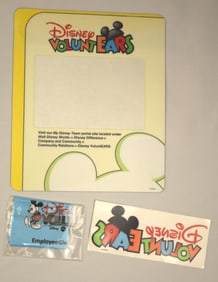 Disney
VOLUNTEARS
Visit our My Disney Team portal site located under
Walt Disney World > Disney Difference >
Company and Community >
Community Relations > Disney VoluntEARS
Employee
Disney
VOLUNTEARS